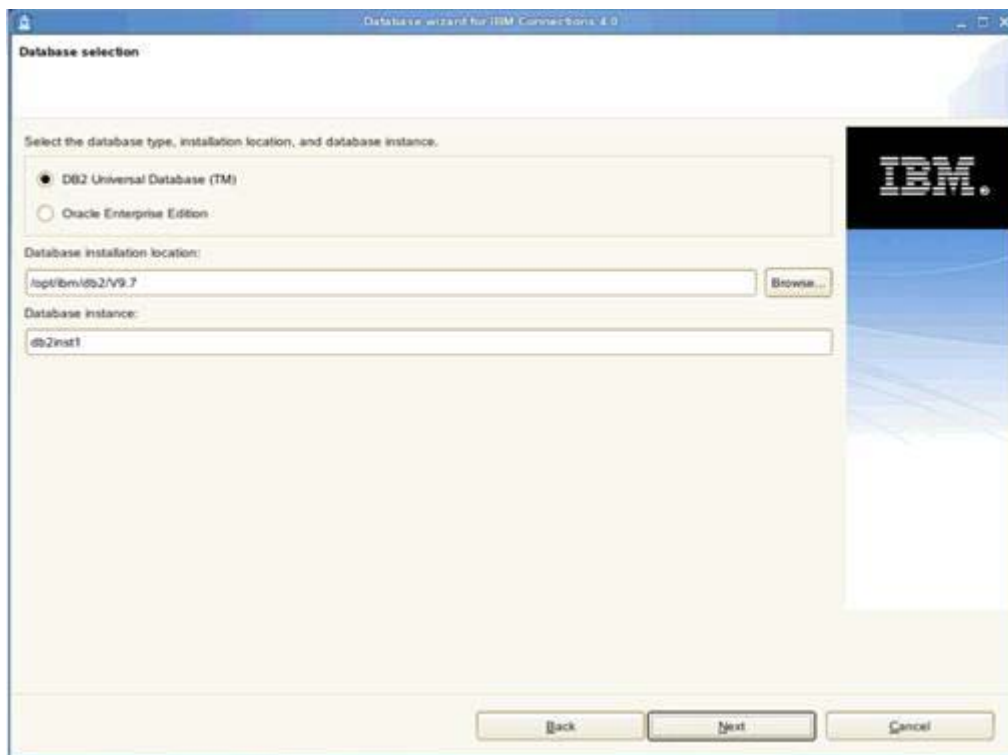 Database wizard for IBM Connections 4.0
Database selection
Select the database type, installation location, and database instance.
DB2 Universal Database (TM)
Oracle Enterprise Edition
Database installation location:
/opt/ibm/db2/V9.7
Browse...
Database instance:
db2inst1
IBM.
Back
Next
Cancel